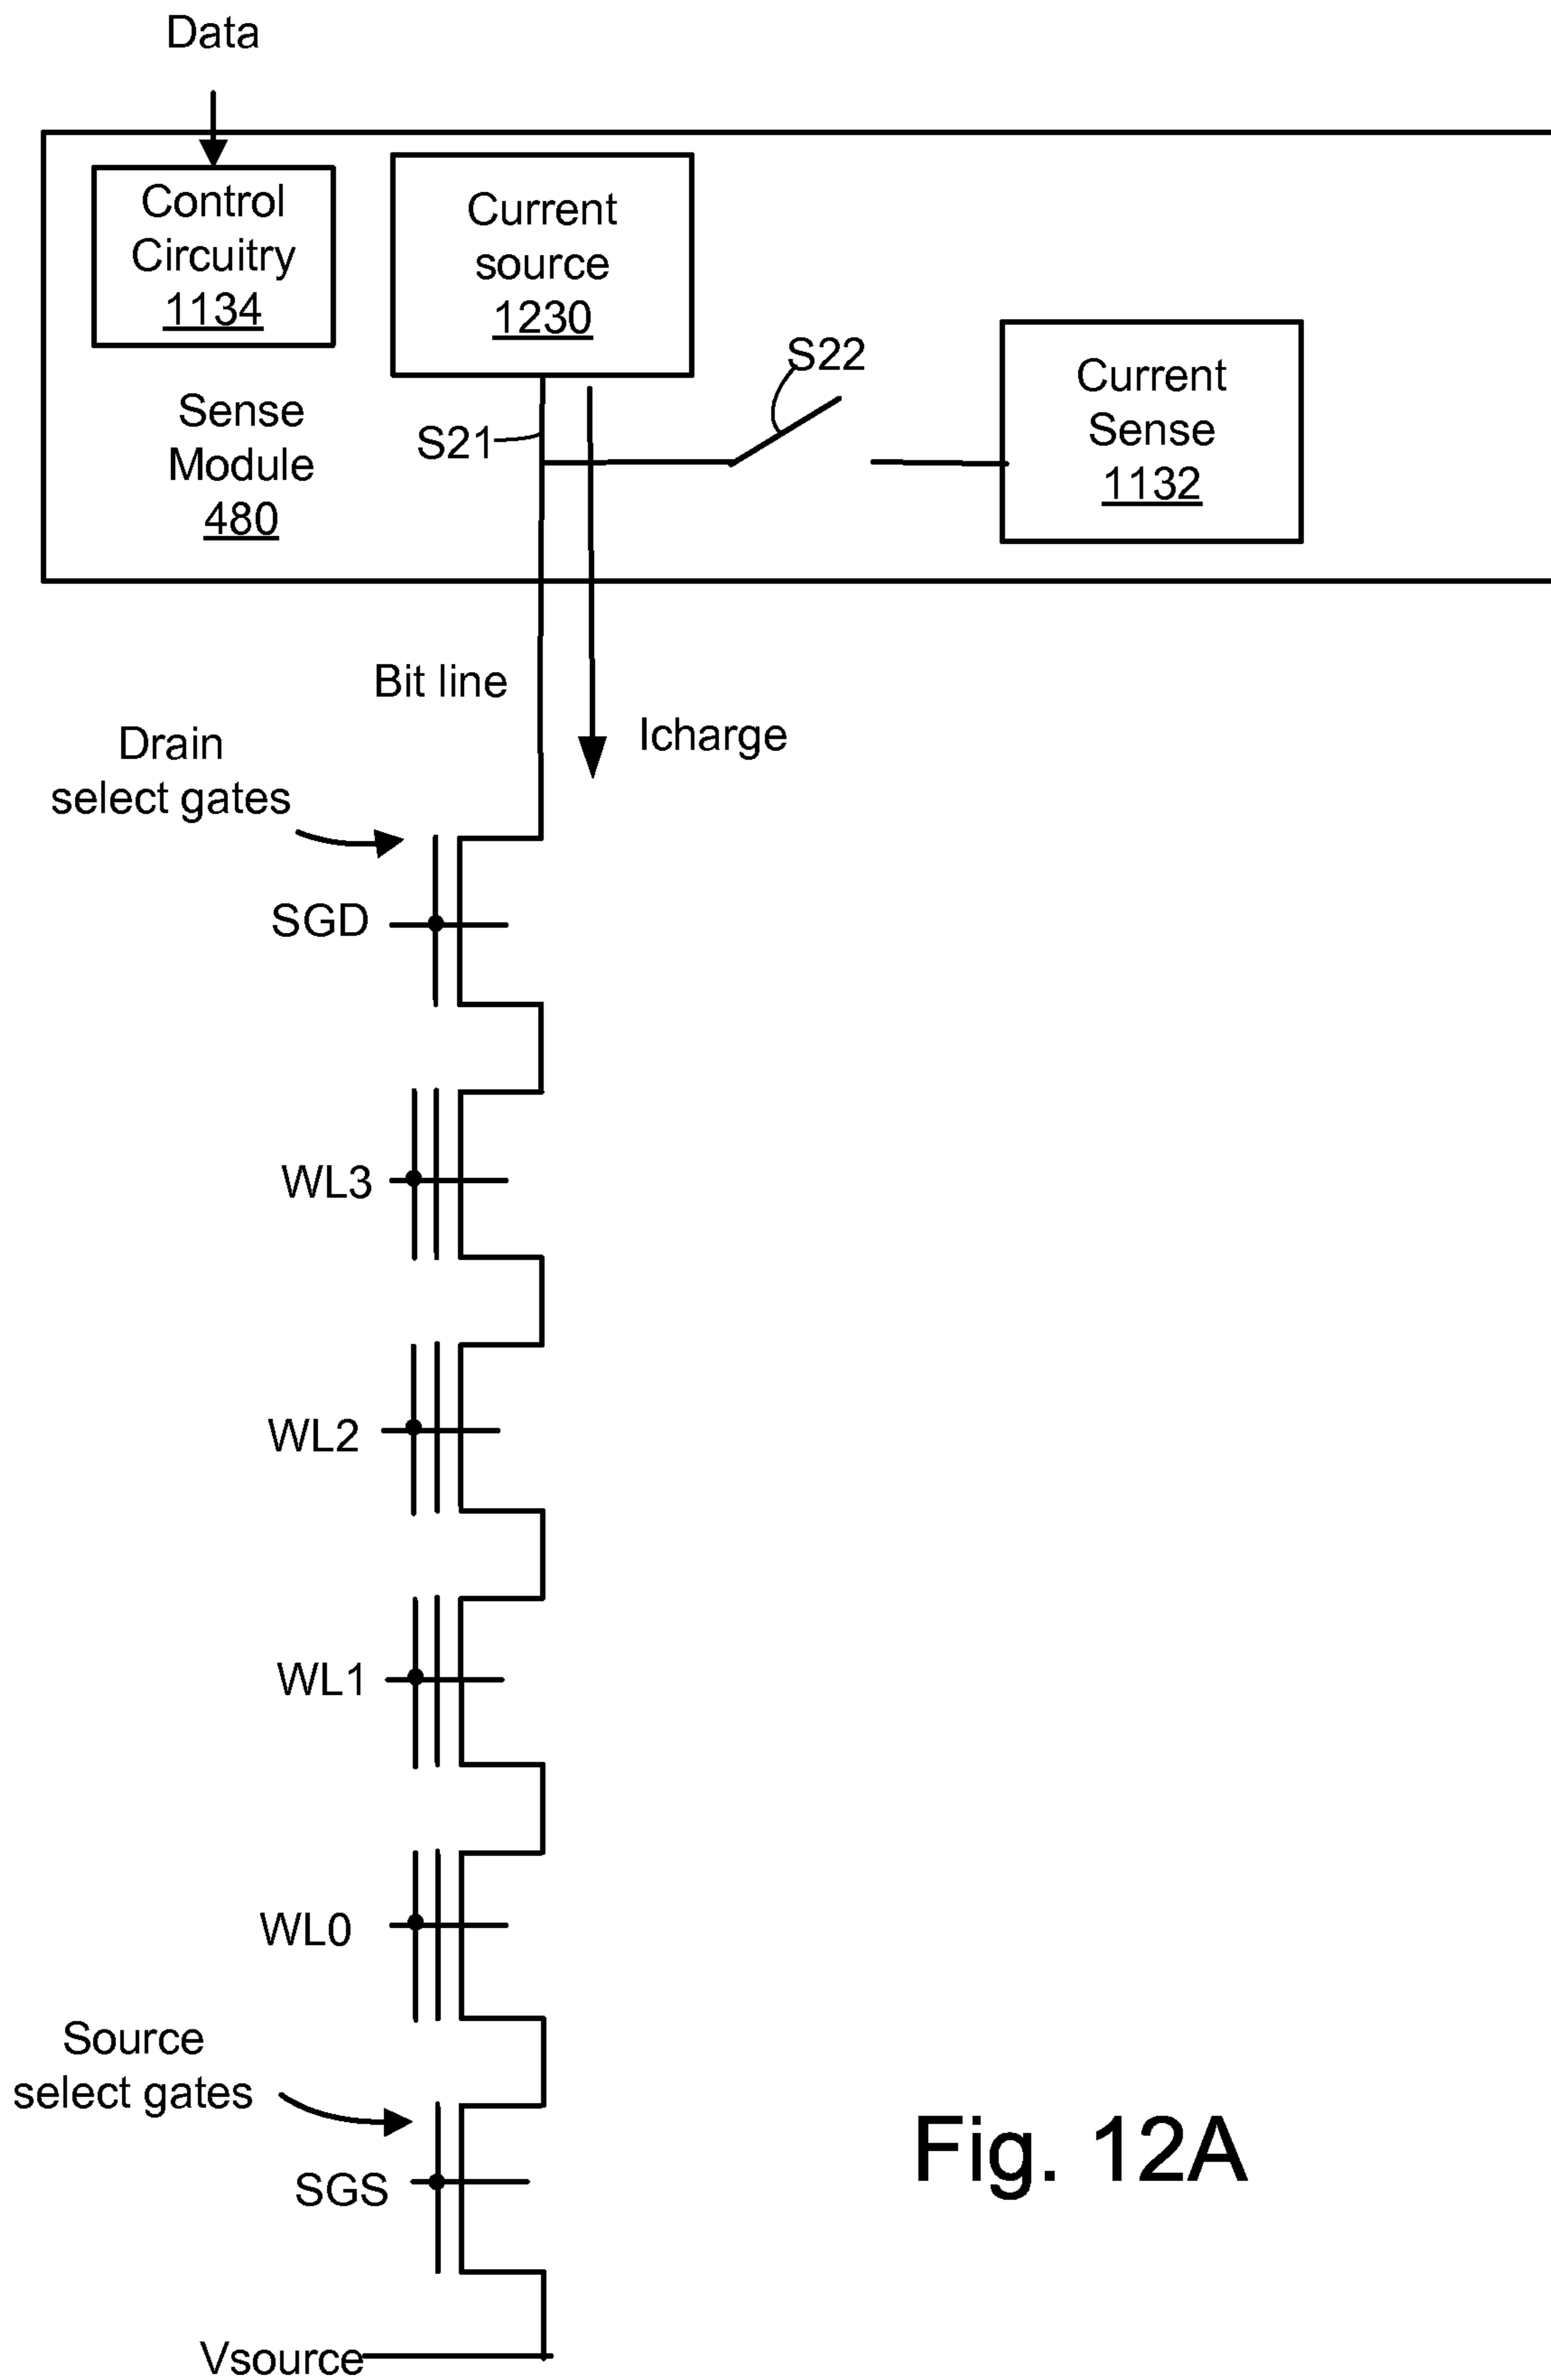 Data
Control
Circuitry
1134
Current
source
1230
S22
Current
Sense
1132
S21
Sense
Module
480
Bit line
Icharge
Drain
select gates
SGD
WL3
WL2
WL1
WL0
Source
select gates
SGS
Vsource
Fig. 12A